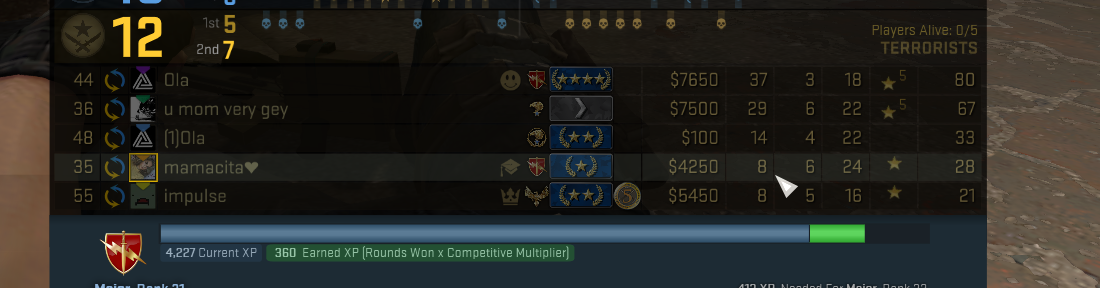 12 1st 5
2nd 7
Players Alive: 0/5
TERRORISTS
44 0la $7650 37 3 18 ★5 80
36 u mom very gey $7500 29 6 22 ★5 67
48 (1)0la $100 14 4 22 33
35 mamacita♥ $4250 8 6 24 ★ 28
55 impulse $5450 8 5 16 ★ 21
4,227 Current XP 360 Earned XP (Rounds Won x Competitive Multiplier)